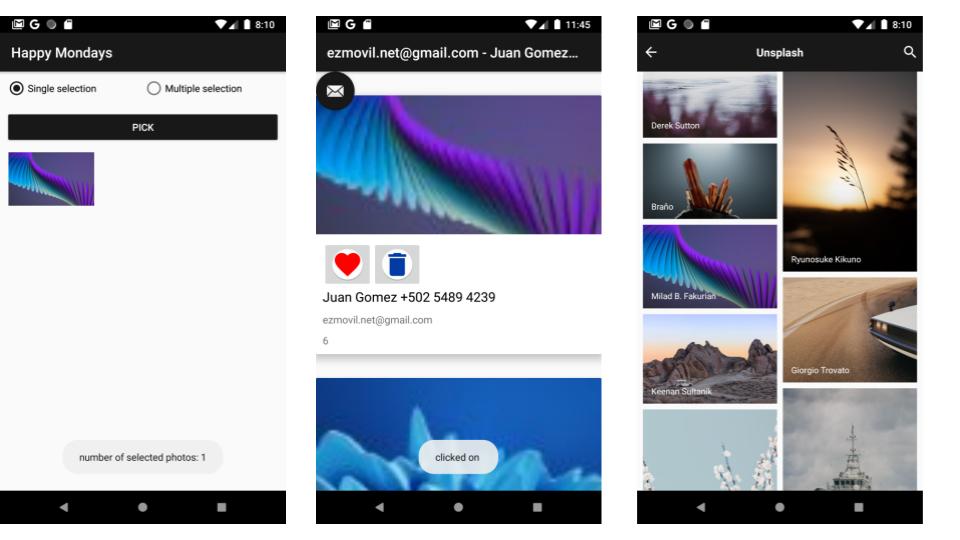 G 8:10
Happy Mondays
Single selection Multiple selection
PICK
number of selected photos: 1
G 11:45
ezmovil.net@gmail.com - Juan Gomez...
Juan Gomez +502 5489 4239
ezmovil.net@gmail.com
6
clicked on
G 8:10
Unsplash
Derek Sutton
Braňo
Milad B. Fakurian
Keenan Sultanik
Ryunosuke Kikuno
Giorgio Trovato